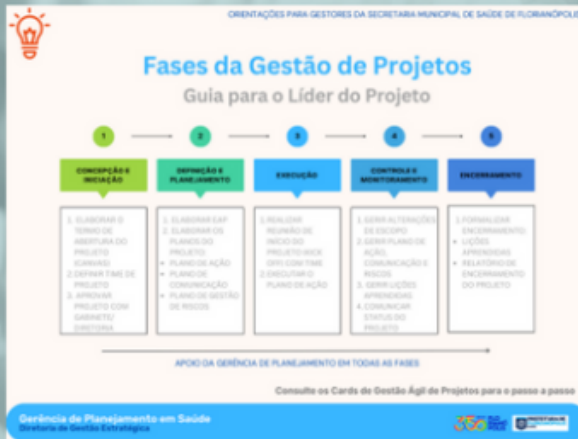 ORIENTAÇÕES PARA GESTORES DA SECRETARIA MUNICIPAL DE SAÚDE DE FLORIANÓPOLIS
Fases da Gestão de Projetos
Guia para o Líder do Projeto
1
2
3
4
5
CONCEPÇÃO E
INICIAÇÃO
DEFINIÇÃO E
PLANEJAMENTO
EXECUÇÃO
CONTROLE E
MONITORAMENTO
ENCERRAMENTO
1. ELABORAR O
TERMO DE
ABERTURA DO
PROJETO
(CANVAS)
2. DEFINIR TIME DE
PROJETO
3. APROVAR
PROJETO COM
GABINETE/
DIRETORIA
1. ELABORAR EAP
2. ELABORAR OS
PLANOS DO
PROJETO:
• PLANO DE AÇÃO
• PLANO DE
COMUNICAÇÃO
• PLANO DE GESTÃO
DE RISCOS
1. REALIZAR
REUNIÃO DE
INÍCIO DO
PROJETO (KICK
OFF) COM TIME
2. EXECUTAR O
PLANO DE AÇÃO
1. GERIR ALTERAÇÕES
DE ESCOPO
2. GERIR PLANO DE
AÇÃO,
COMUNICAÇÃO E
RISCOS
3. GERIR LIÇÕES
APRENDIDAS
4. COMUNICAR
STATUS DO
PROJETO
1. FORMALIZAR
ENCERRAMENTO
• LIÇÕES
APRENDIDAS
• RELATÓRIO DE
ENCERRAMENTO
DO PROJETO
APOIO DA GERÊNCIA DE PLANEJAMENTO EM TODAS AS FASES
Consulte os Cards de Gestão Ágil de Projetos para o passo a passo
Gerência de Planejamento em Saúde
Diretoria de Gestão Estratégica
PREFEITURA DE